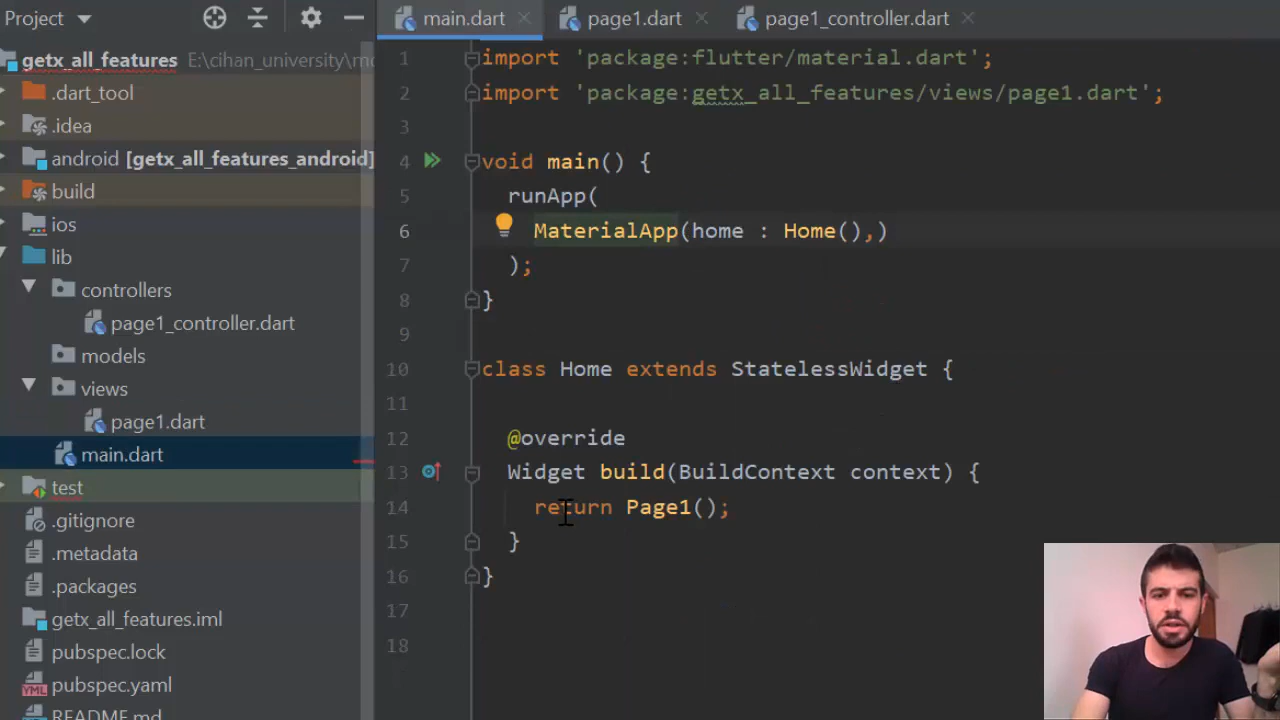 Project
main.dart
page1.dart
page1_controller.dart
getx_all_features E:\cihan_university\
.dart_tool
.idea
android [getx_all_features_android]
build
ios
lib
controllers
page1_controller.dart
models
views
page1.dart
main.dart
test
.gitignore
.metadata
.packages
getx_all_features.iml
pubspec.lock
YML pubspec.yaml
README.md
1 import 'package:flutter/material.dart';
2 import 'package:getx_all_features/views/page1.dart';
3
4 void main() {
5 runApp(
6 MaterialApp(home : Home(),)
7 );
8 }
9
10 class Home extends StatelessWidget {
11
12 @override
13 Widget build(BuildContext context) {
14 return Page1();
15 }
16 }
17
18